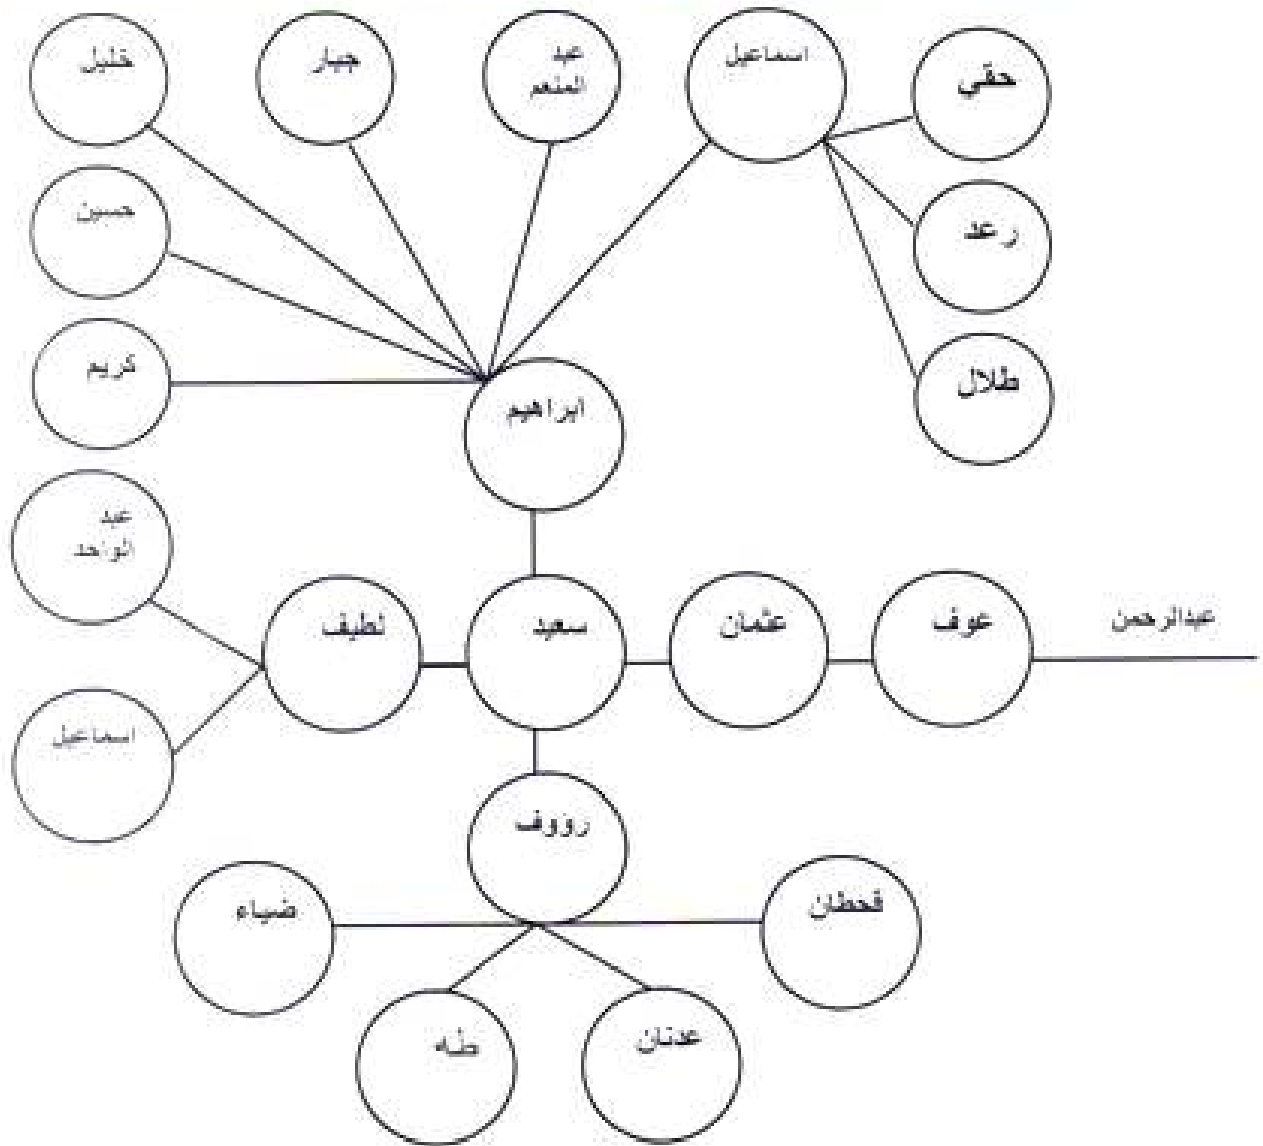 خليل
جبار
عبد
المنعم
اسماعيل
حقي
حسين
رعد
كريم
طلال
ابراهيم
عبد
الواحد
لطيف
سعيد
عثمان
عوف
عبدالرحمن
اسماعيل
رووف
ضياء
قحطان
طه
عدنان